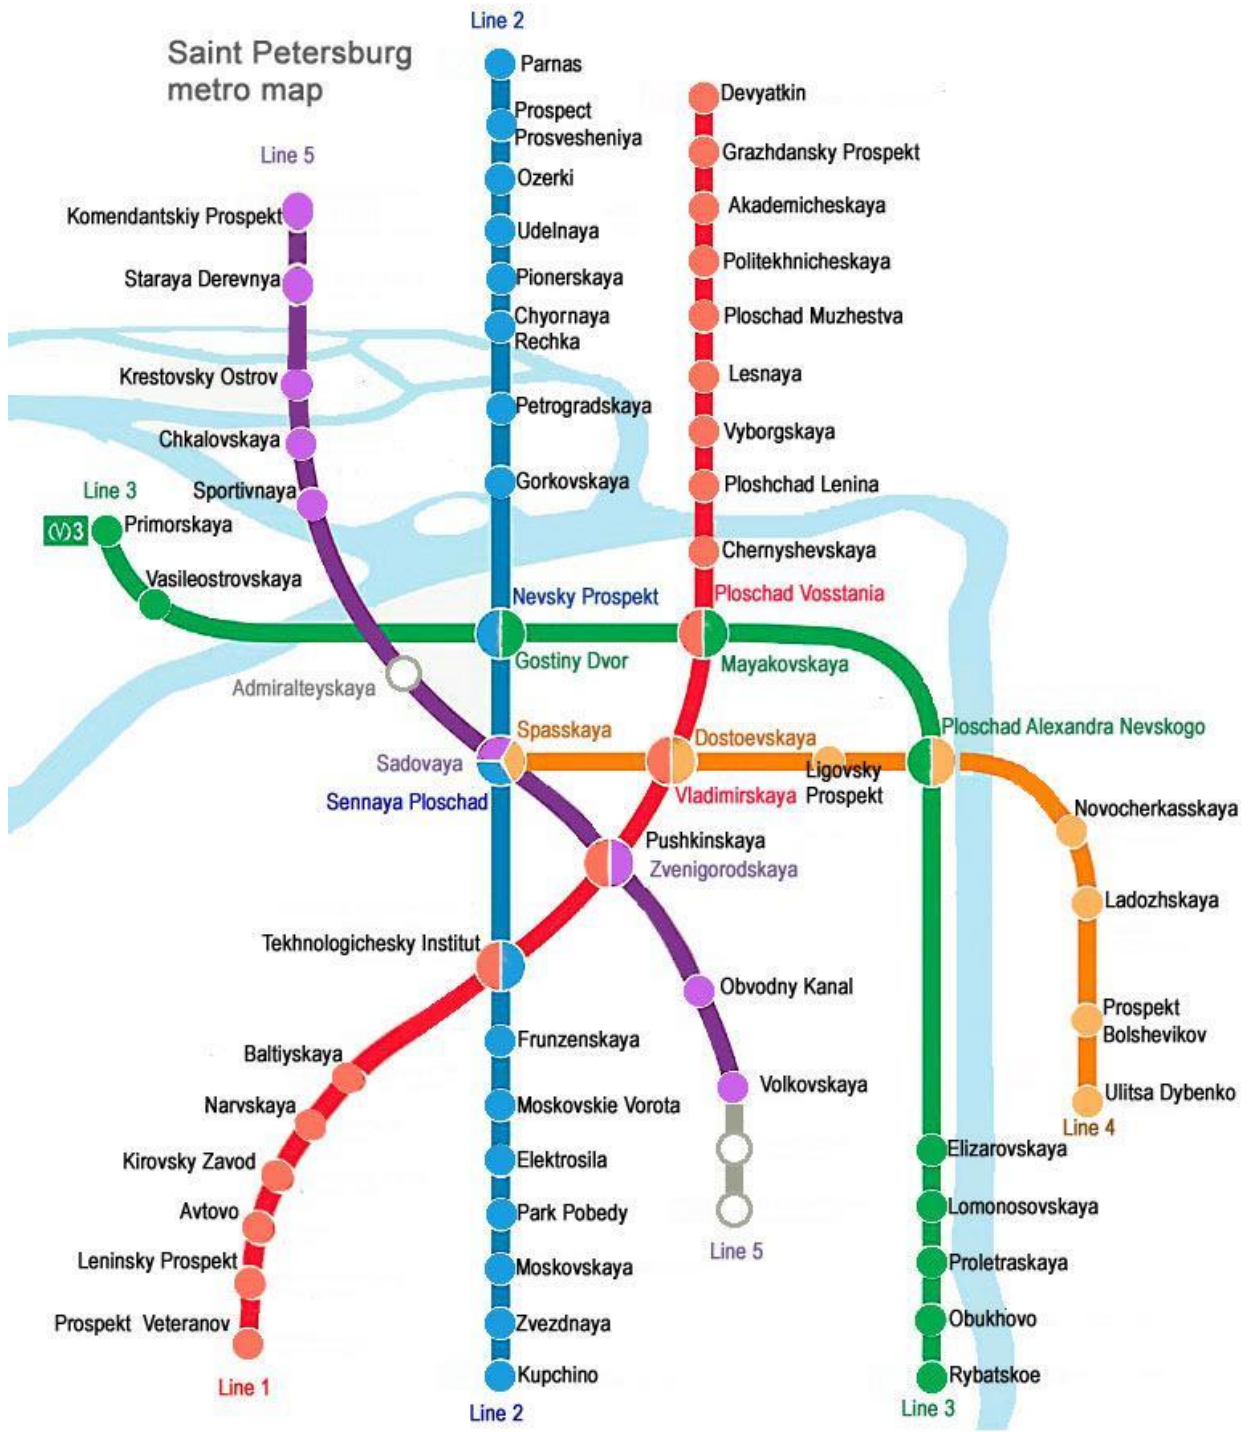 Saint Petersburg
metro map
Line 2
Parnas
Prospect
Prosvesheniya
Ozerki
Udelnaya
Pionerskaya
Chyornaya
Rechka
Petrogradskaya
Gorkovskaya
Nevsky Prospekt
Gostiny Dvor
Devyatkin
Grazhdansky Prospekt
Akademicheskaya
Politekhnicheskaya
Ploschad Muzhestva
Lesnaya
Vyborgskaya
Ploshchad Lenina
Chernyshevskaya
Ploschad Vosstania
Mayakovskaya
Line 5
Komendantskiy Prospekt
Staraya Derevnya
Krestovsky Ostrov
Chkalovskaya
Sportivnaya
Line 3
3
Primorskaya
Vasileostrovskaya
Admiralteyskaya
Spasskaya
Sadovaya
Sennaya Ploschad
Dostoevskaya
Vladimirskaya
Ligovsky
Prospekt
Ploschad Alexandra Nevskogo
Novocherkasskaya
Ladozhskaya
Prospekt
Bolshevikov
Ulitsa Dybenko
Line 4
Pushkinskaya
Zvenigorodskaya
Tekhnologichesky Institut
Obvodny Kanal
Volkovskaya
Line 5
Baltiyskaya
Narvskaya
Kirovsky Zavod
Avtovo
Leninsky Prospekt
Prospekt Veteranov
Line 1
Frunzenskaya
Moskovskie Vorota
Elektrosila
Park Pobedy
Moskovskaya
Zvezdnaya
Kupchino
Line 2
Elizarovskaya
Lomonosovskaya
Proletraskaya
Obukhovo
Rybatskoe
Line 3